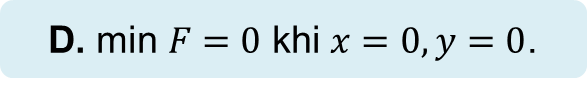 D. min F = 0 khi x = 0, y = 0.